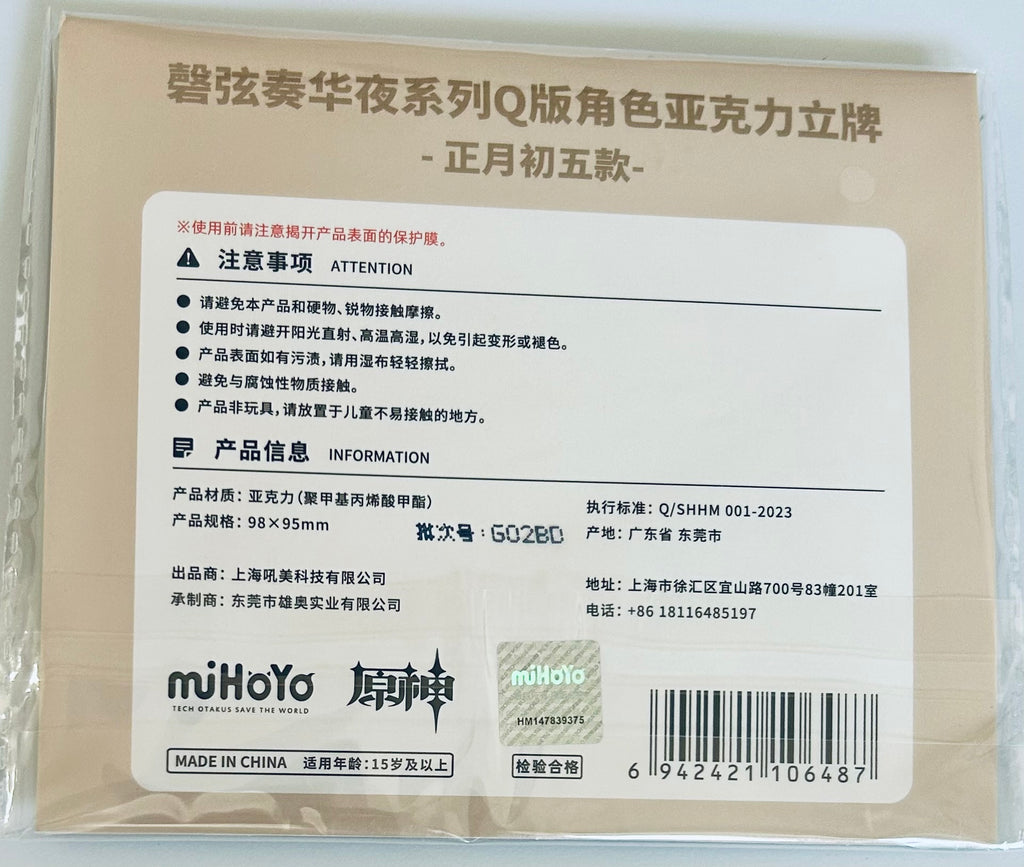 磬弦奏华夜系列Q版角色亚克力立牌
-正月初五款-
※使用前请注意揭开产品表面的保护膜。
注意事项 ATTENTION
● 请避免本产品和硬物、锐物接触摩擦。
● 使用时请避开阳光直射、高温高湿，以免引起变形或褪色。
● 产品表面如有污渍，请用湿布轻轻擦拭。
● 避免与腐蚀性物质接触。
● 产品非玩具，请放置于儿童不易接触的地方。
产品信息 INFORMATION
产品材质：亚克力（聚甲基丙烯酸甲酯）
产品规格：98×95mm
批次号：G02BD
执行标准：Q/SHHM 001-2023
产地：广东省 东莞市
出品商：上海吼美科技有限公司
承制商：东莞市雄奥实业有限公司
地址：上海市徐汇区宜山路700号83幢201室
电话：+86 18116485197
miHoYo
TECH OTAKUS SAVE THE WORLD
原神
miHoYo
HM147839375
MADE IN CHINA 适用年龄：15岁及以上
检验合格
6 942421 106487